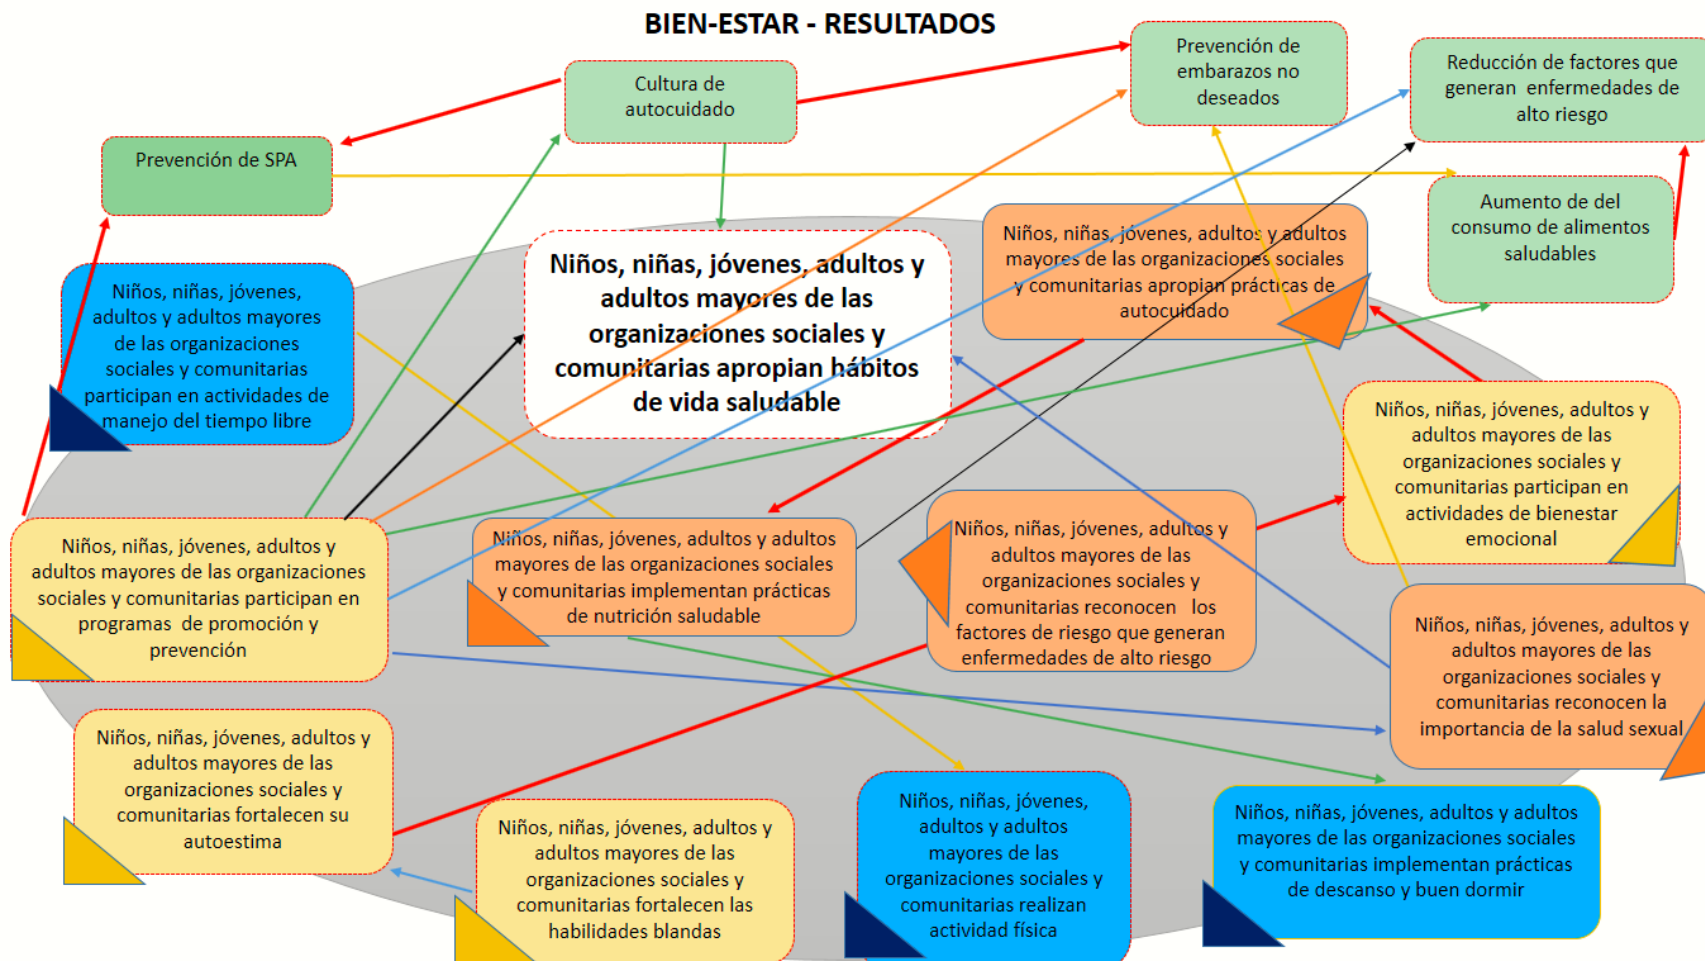 BIEN-ESTAR - RESULTADOS
Cultura de
autocuidado
Prevención de
embarazos no
deseados
Reducción de factores que
generan enfermedades de
alto riesgo
Prevención de SPA
Aumento de del
consumo de alimentos
saludables
Niños, niñas, jóvenes,
adultos y adultos mayores
de las organizaciones
sociales y comunitarias
participan en actividades de
manejo del tiempo libre
Niños, niñas, jóvenes, adultos y
adultos mayores de las
organizaciones sociales y
comunitarias apropian hábitos
de vida saludable
Niños, niñas, jóvenes, adultos y adultos
mayores de las organizaciones sociales
y comunitarias apropian prácticas de
autocuidado
Niños, niñas, jóvenes, adultos y
adultos mayores de las
organizaciones sociales y
comunitarias participan en
actividades de bienestar
emocional
Niños, niñas, jóvenes, adultos y
adultos mayores de las organizaciones
sociales y comunitarias participan en
programas de promoción y
prevención
Niños, niñas, jóvenes, adultos y adultos
mayores de las organizaciones sociales
y comunitarias implementan prácticas
de nutrición saludable
Niños, niñas, jóvenes, adultos y
adultos mayores de las
organizaciones sociales y
comunitarias reconocen los
factores de riesgo que generan
enfermedades de alto riesgo
Niños, niñas, jóvenes, adultos y
adultos mayores de las
organizaciones sociales y
comunitarias reconocen la
importancia de la salud sexual
Niños, niñas, jóvenes, adultos y
adultos mayores de las
organizaciones sociales y
comunitarias fortalecen su
autoestima
Niños, niñas, jóvenes, adultos y
adultos mayores de las
organizaciones sociales y
comunitarias fortalecen las
habilidades blandas
Niños, niñas, jóvenes,
adultos y adultos
mayores de las
organizaciones sociales y
comunitarias realizan
actividad física
Niños, niñas, jóvenes, adultos y adultos
mayores de las organizaciones sociales
y comunitarias implementan prácticas
de descanso y buen dormir